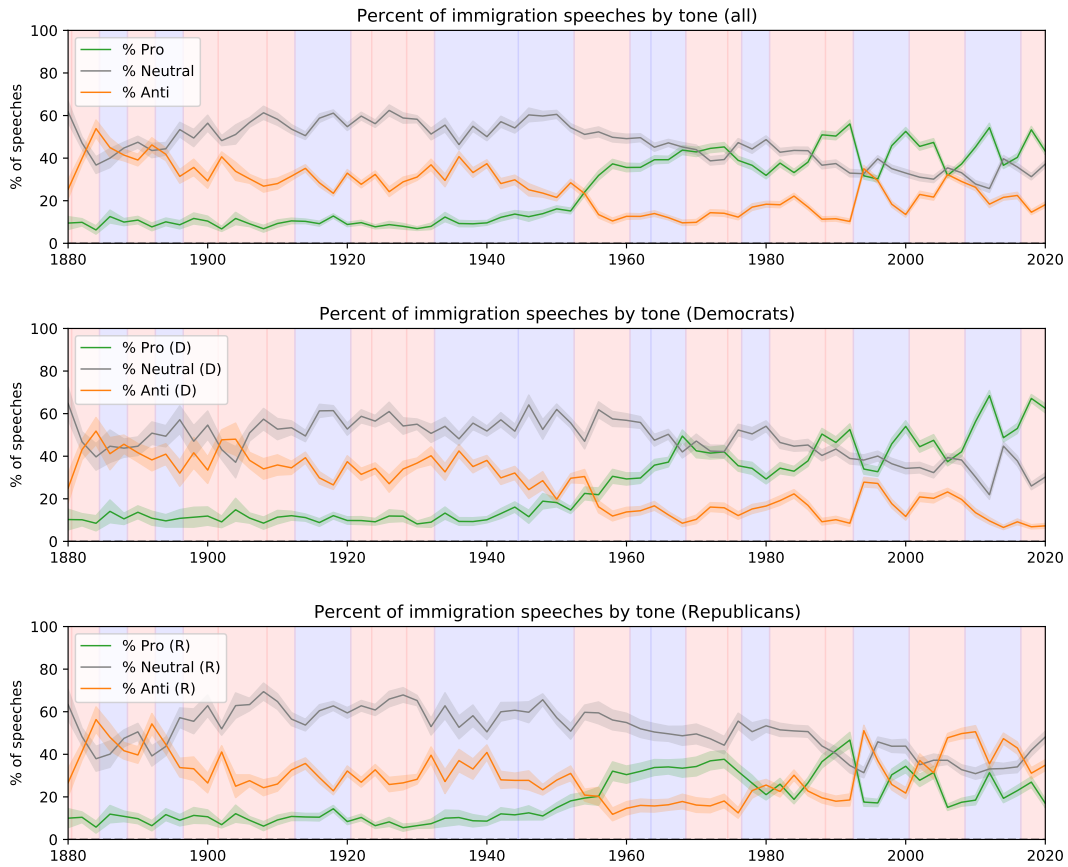 Percent of immigration speeches by tone (all)
100
80
60
40
20
0
% of speeches
% Pro
% Neutral
% Anti
1880 1900 1920 1940 1960 1980 2000 2020
Percent of immigration speeches by tone (Democrats)
100
80
60
40
20
0
% of speeches
% Pro (D)
% Neutral (D)
% Anti (D)
1880 1900 1920 1940 1960 1980 2000 2020
Percent of immigration speeches by tone (Republicans)
100
80
60
40
20
0
% of speeches
% Pro (R)
% Neutral (R)
% Anti (R)
1880 1900 1920 1940 1960 1980 2000 2020